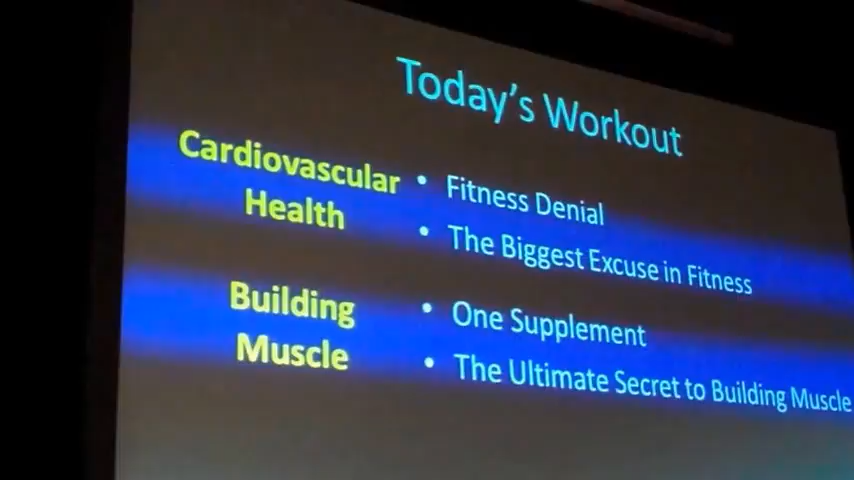 Today's Workout
Cardiovascular
Health
• Fitness Denial
• The Biggest Excuse in Fitness
Building
Muscle
• One Supplement
• The Ultimate Secret to Building Muscle